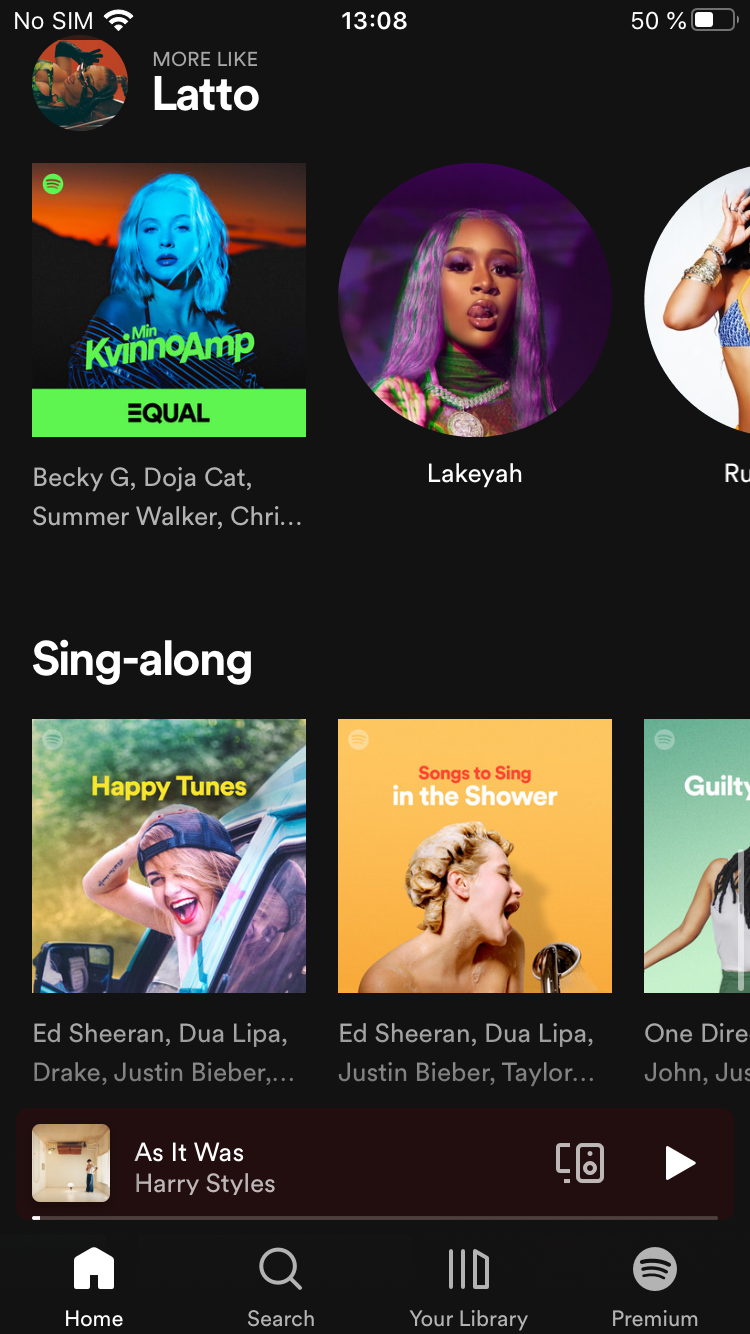 No SIM 13:08 50 %
MORE LIKE
Latto
Min
KvinnoAmp
EQUAL
Becky G, Doja Cat,
Summer Walker, Chri...
Lakeyah
Ru
Sing-along
Happy Tunes
Songs to Sing
in the Shower
Guilty
Ed Sheeran, Dua Lipa,
Drake, Justin Bieber,...
Ed Sheeran, Dua Lipa,
Justin Bieber, Taylor...
One Dire
John, Jus
As It Was
Harry Styles
Home Search Your Library Premium